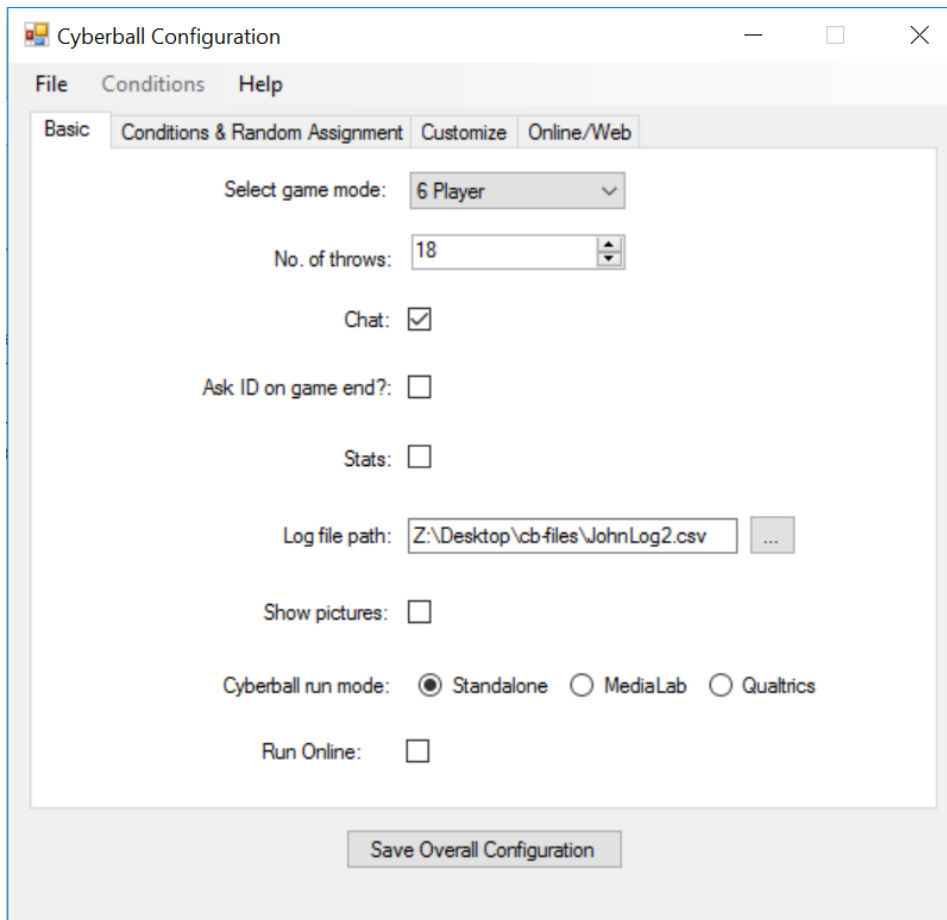 Cyberball Configuration
File Conditions Help
Basic Conditions & Random Assignment Customize Online/Web
Select game mode: 6 Player
No. of throws: 18
Chat:
Ask ID on game end?:
Stats:
Log file path: Z:\Desktop\cb-files\JohnLog2.csv ...
Show pictures:
Cyberball run mode: Standalone MediaLab Qualtrics
Run Online:
Save Overall Configuration